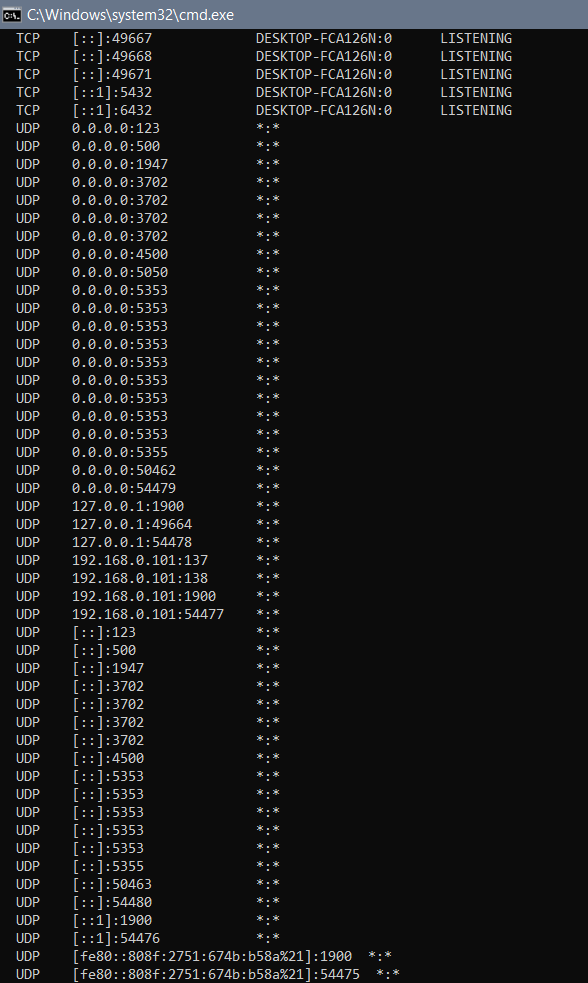 C:\Windows\system32\cmd.exe
TCP    [::]:49667             DESKTOP-FCA126N:0      LISTENING
TCP    [::]:49668             DESKTOP-FCA126N:0      LISTENING
TCP    [::]:49671             DESKTOP-FCA126N:0      LISTENING
TCP    [::1]:5432             DESKTOP-FCA126N:0      LISTENING
TCP    [::1]:6432             DESKTOP-FCA126N:0      LISTENING
UDP    0.0.0.0:123            *:*
UDP    0.0.0.0:500            *:*
UDP    0.0.0.0:1947           *:*
UDP    0.0.0.0:3702           *:*
UDP    0.0.0.0:3702           *:*
UDP    0.0.0.0:3702           *:*
UDP    0.0.0.0:3702           *:*
UDP    0.0.0.0:4500           *:*
UDP    0.0.0.0:5050           *:*
UDP    0.0.0.0:5353           *:*
UDP    0.0.0.0:5353           *:*
UDP    0.0.0.0:5353           *:*
UDP    0.0.0.0:5353           *:*
UDP    0.0.0.0:5353           *:*
UDP    0.0.0.0:5353           *:*
UDP    0.0.0.0:5353           *:*
UDP    0.0.0.0:5353           *:*
UDP    0.0.0.0:5353           *:*
UDP    0.0.0.0:5355           *:*
UDP    0.0.0.0:50462          *:*
UDP    0.0.0.0:54479          *:*
UDP    127.0.0.1:1900         *:*
UDP    127.0.0.1:49664        *:*
UDP    127.0.0.1:54478        *:*
UDP    192.168.0.101:137      *:*
UDP    192.168.0.101:138      *:*
UDP    192.168.0.101:1900     *:*
UDP    192.168.0.101:54477    *:*
UDP    [::]:123               *:*
UDP    [::]:500               *:*
UDP    [::]:1947              *:*
UDP    [::]:3702              *:*
UDP    [::]:3702              *:*
UDP    [::]:3702              *:*
UDP    [::]:3702              *:*
UDP    [::]:4500              *:*
UDP    [::]:5353              *:*
UDP    [::]:5353              *:*
UDP    [::]:5353              *:*
UDP    [::]:5353              *:*
UDP    [::]:5353              *:*
UDP    [::]:5355              *:*
UDP    [::]:50463             *:*
UDP    [::]:54480             *:*
UDP    [::1]:1900             *:*
UDP    [::1]:54476            *:*
UDP    [fe80::808f:2751:674b:b58a%21]:1900  *:*
UDP    [fe80::808f:2751:674b:b58a%21]:54475  *:*